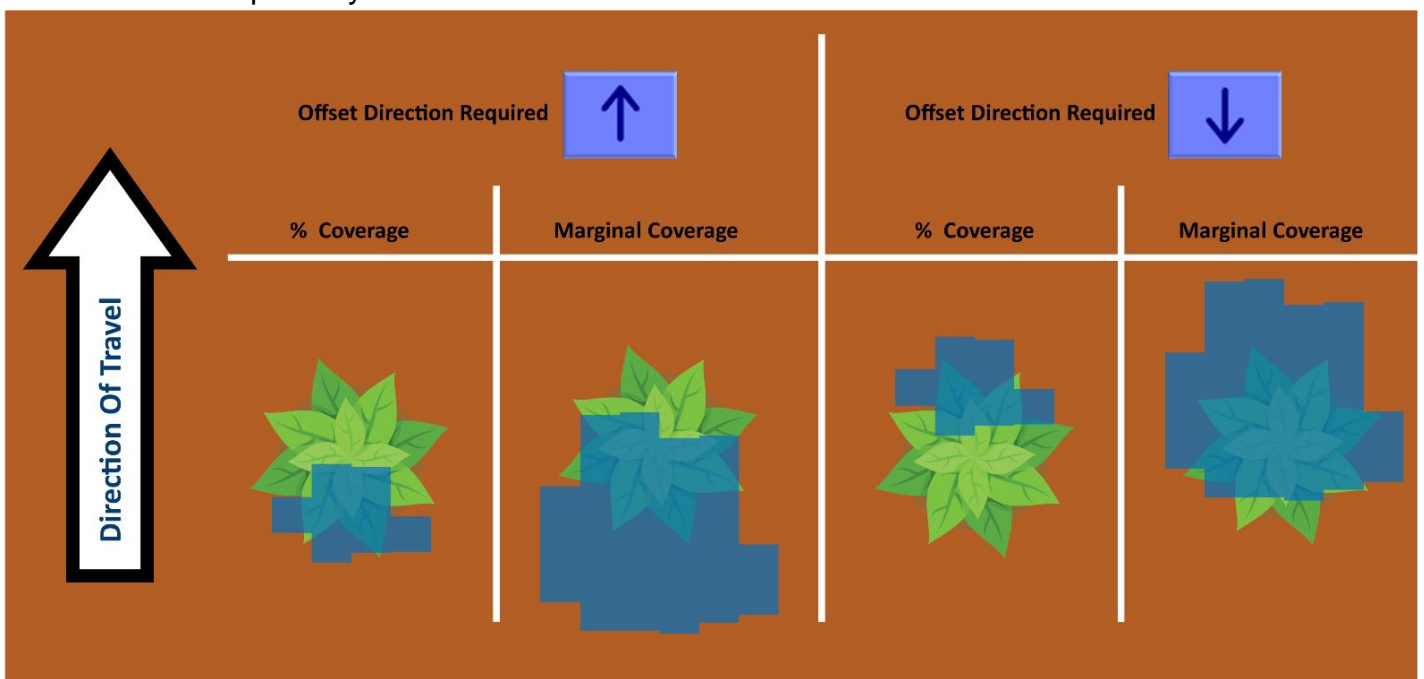 Offset Direction Required
Offset Direction Required
% Coverage
Marginal Coverage
% Coverage
Marginal Coverage
Direction Of Travel